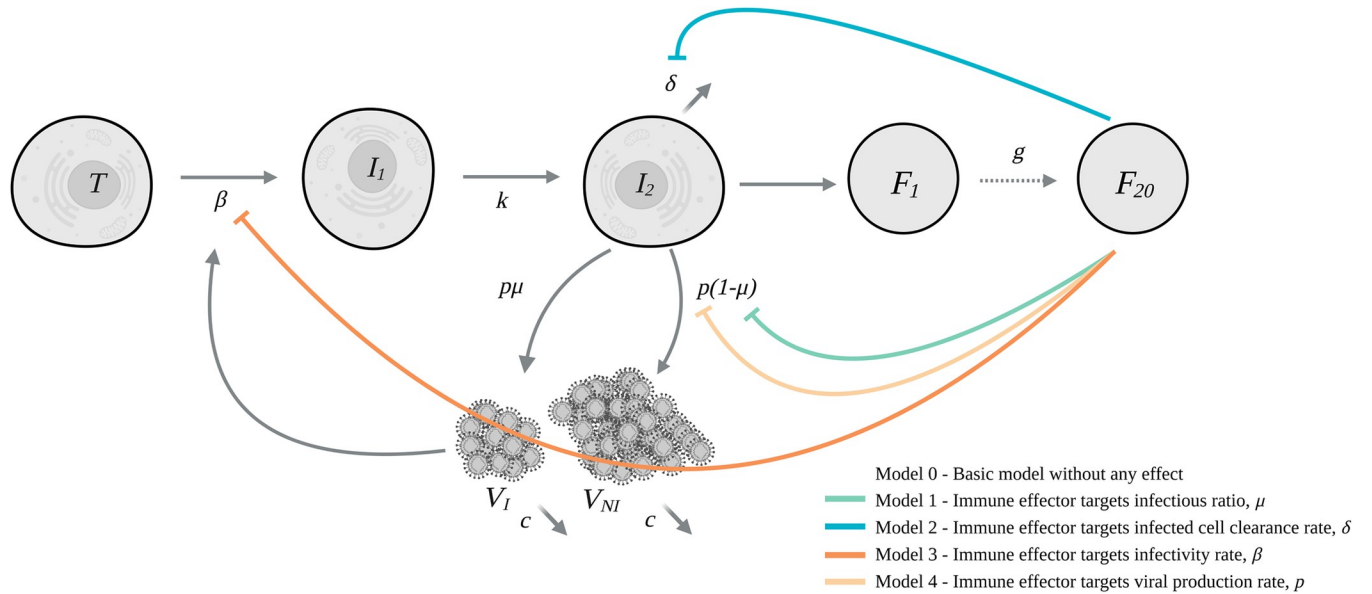 δ
T
β
I1
k
I2
F1
g
F20
pμ
p(1-μ)
VI
c
VNI
c
Model 0 - Basic model without any effect
Model 1 - Immune effector targets infectious ratio, μ
Model 2 - Immune effector targets infected cell clearance rate, δ
Model 3 - Immune effector targets infectivity rate, β
Model 4 - Immune effector targets viral production rate, p